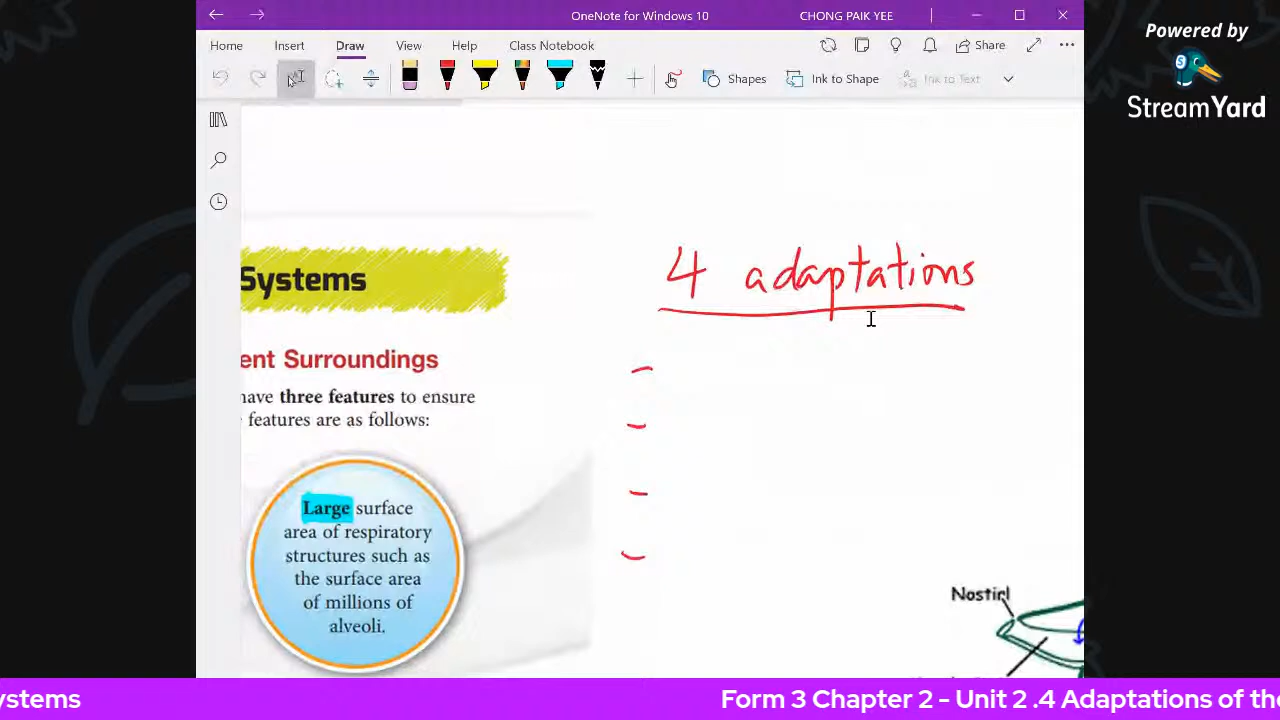 OneNote for Windows 10
CHONG PAIK YEE
Home Insert Draw View Help Class Notebook Share
Shapes Ink to Shape Ink to Text
Powered by
StreamYard
Systems
ent Surroundings
have three features to ensure
features are as follows:
Large surface
area of respiratory
structures such as
the surface area
of millions of
alveoli.
4 adaptations
Nostirl
ystems
Form 3 Chapter 2 - Unit 2 .4 Adaptations of the